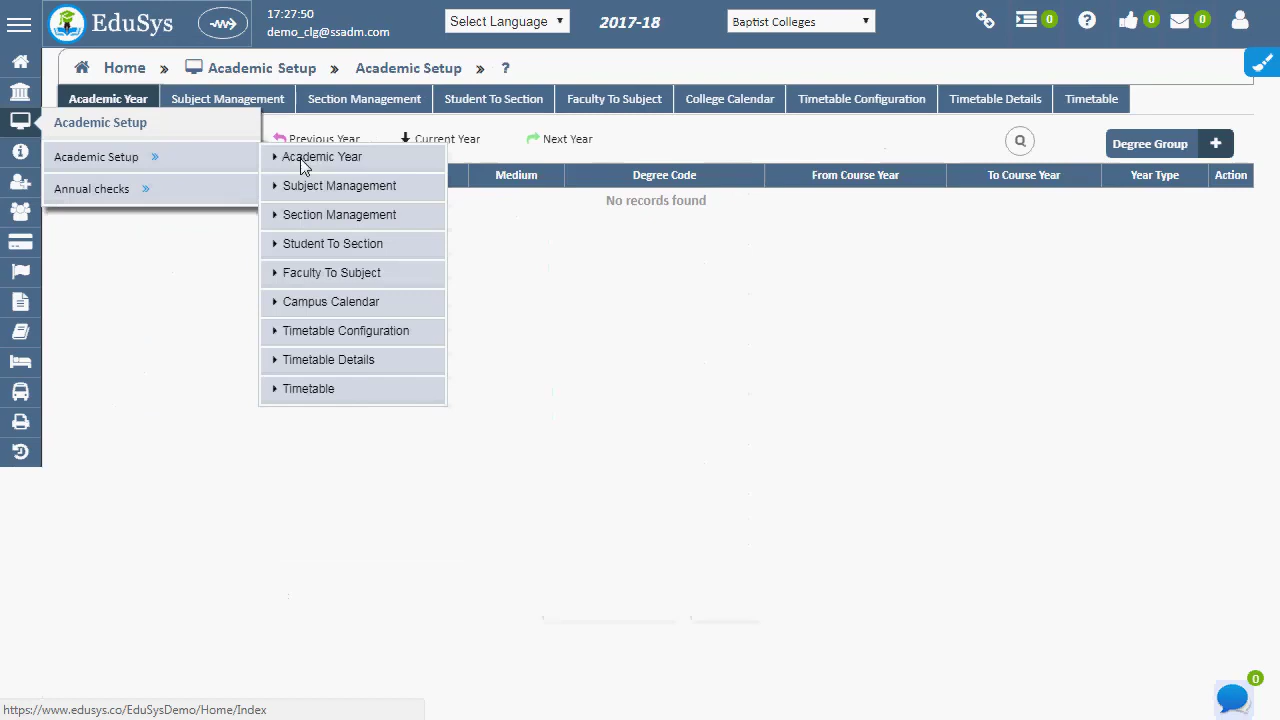 EduSys
17:27:50
demo_clg@ssadm.com
Select Language
2017-18
Baptist Colleges
0
?
0
0
Home » Academic Setup » Academic Setup » ?
Academic Year
Subject Management
Section Management
Student To Section
Faculty To Subject
College Calendar
Timetable Configuration
Timetable Details
Timetable
Academic Setup
Academic Setup »
Annual checks »
Previous Year
Current Year
Next Year
Degree Group +
Academic Year
Subject Management
Section Management
Student To Section
Faculty To Subject
Campus Calendar
Timetable Configuration
Timetable Details
Timetable
Medium
Degree Code
From Course Year
To Course Year
Year Type
Action
No records found
0
https://www.edusys.co/EduSysDemo/Home/Index